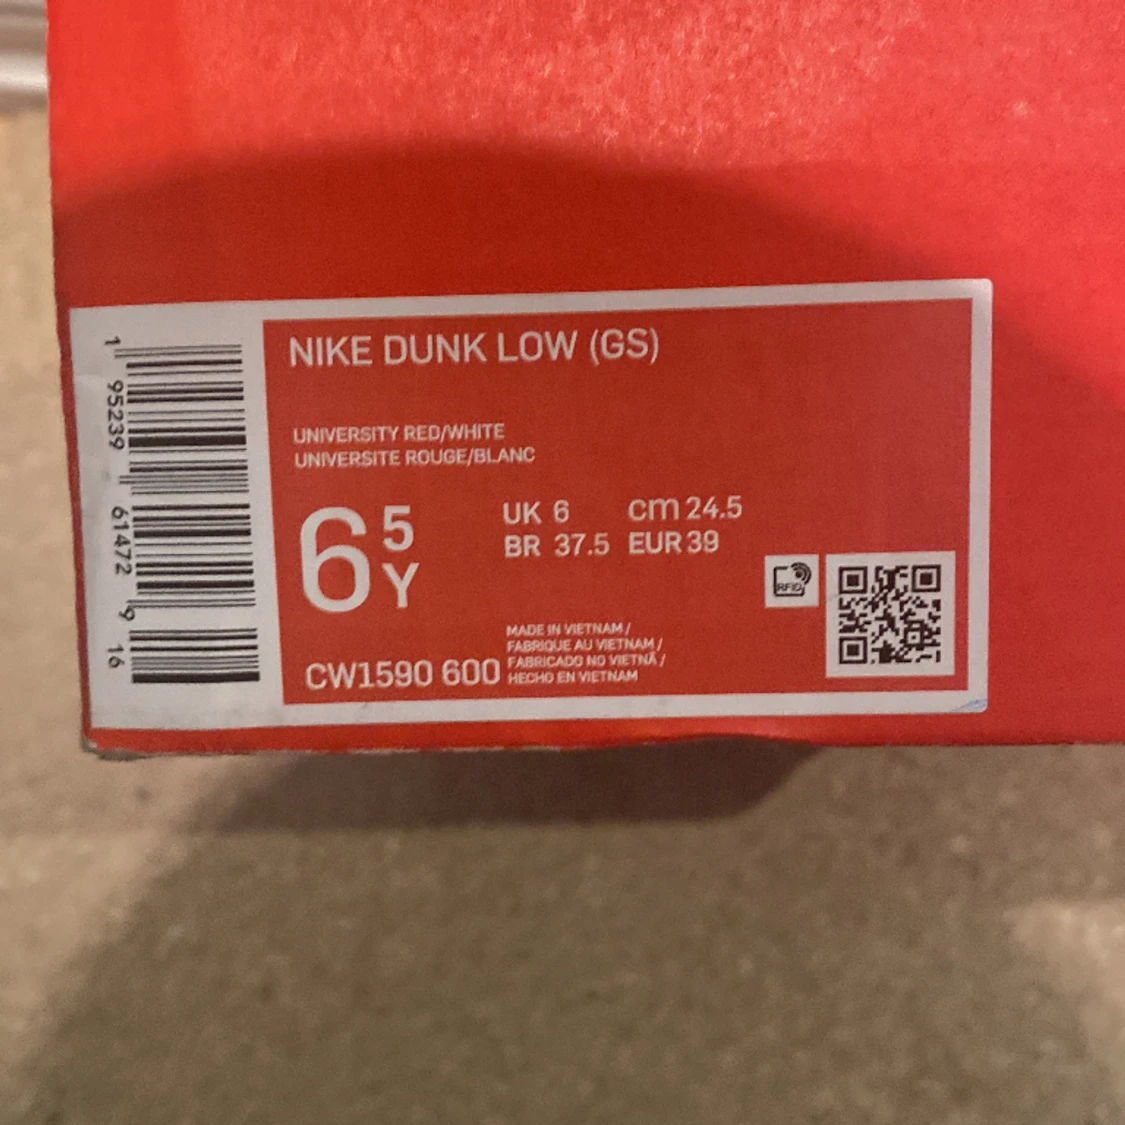 NIKE DUNK LOW (GS)
UNIVERSITY RED/WHITE
UNIVERSITE ROUGE/BLANC
6 5 Y
UK 6 cm 24.5
BR 37.5 EUR 39
MADE IN VIETNAM /
FABRIQUE AU VIETNAM /
FABRICADO NO VIETNÃ /
HECHO EN VIETNAM
CW1590 600
RFID
1 95239 61472 9 16